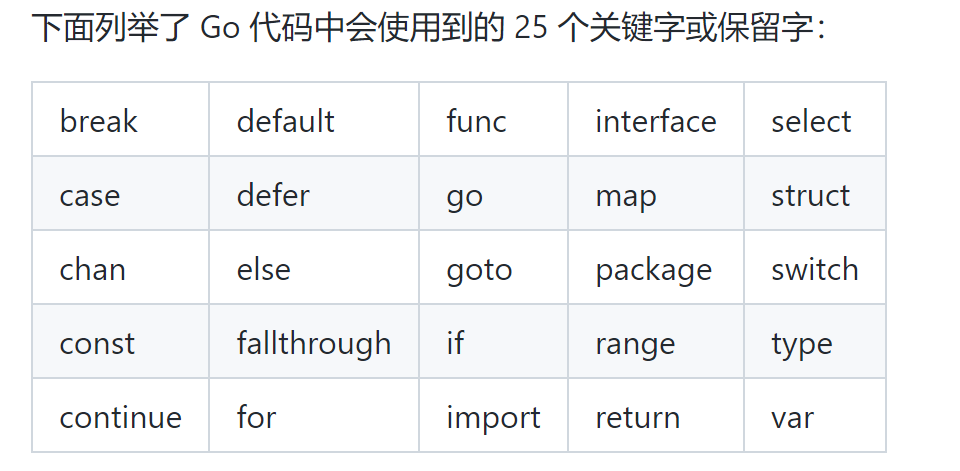 下面列举了 Go 代码中会使用到的 25 个关键字或保留字：
break default func interface select
case defer go map struct
chan else goto package switch
const fallthrough if range type
continue for import return var